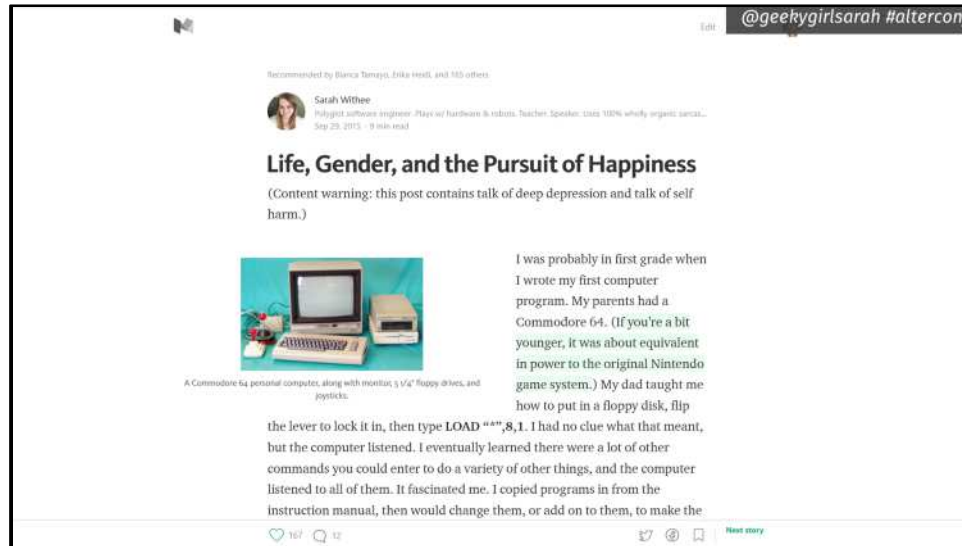 @geekygirlsarah #altercon
Edit
Recommended by Bianca Tamayo, Erika Heidi, and 165 others
Sarah Withee
Polyglot software engineer. Plays w/ hardware & robots. Teacher. Speaker. Uses 100% wholly organic sarcas...
Sep 29, 2015 · 9 min read
Life, Gender, and the Pursuit of Happiness
(Content warning: this post contains talk of deep depression and talk of self
harm.)
I was probably in first grade when
I wrote my first computer
program. My parents had a
Commodore 64. (If you're a bit
younger, it was about equivalent
in power to the original Nintendo
game system.) My dad taught me
how to put in a floppy disk, flip
A Commodore 64 personal computer, along with monitor, 5 1/4" floppy drives, and
joysticks.
the lever to lock it in, then type LOAD "*",8,1. I had no clue what that meant,
but the computer listened. I eventually learned there were a lot of other
commands you could enter to do a variety of other things, and the computer
listened to all of them. It fascinated me. I copied programs in from the
instruction manual, then would change them, or add on to them, to make the
167
12
Next story